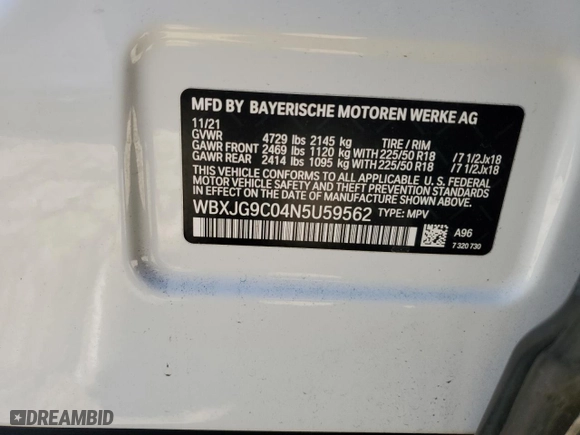 MFD BY BAYERISCHE MOTOREN WERKE AG
11/21
GVWR 4729 lbs 2145 kg TIRE / RIM
GAWR FRONT 2469 lbs 1120 kg WITH 225/50 R18 /7 1/2Jx18
GAWR REAR 2414 lbs 1095 kg WITH 225/50 R18 /7 1/2Jx18
THIS VEHICLE CONFORMS TO ALL APPLICABLE U.S. FEDERAL
MOTOR VEHICLE SAFETY, BUMPER, AND THEFT PREVENTION
STANDARDS IN EFFECT ON THE DATE OF MANUFACTURE SHOWN ABOVE.
WBXJG9C04N5U59562 TYPE: MPV
A96
7 320 730
DREAMBID